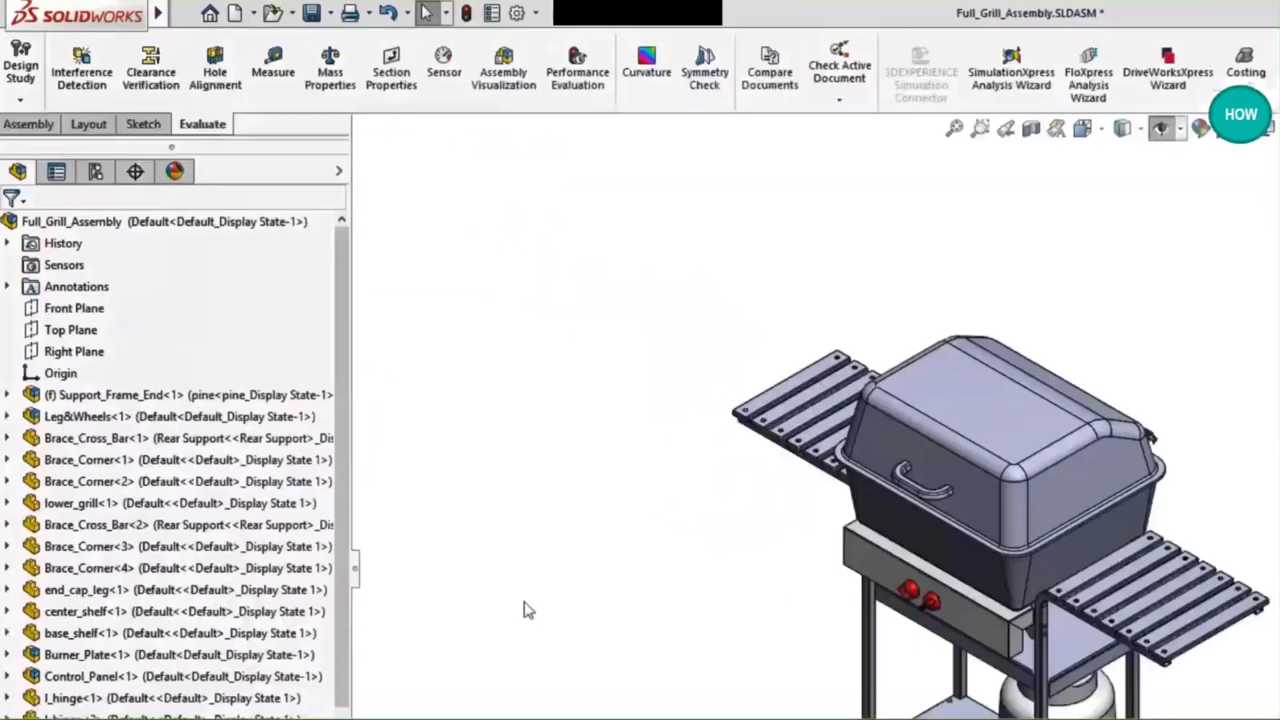 SOLIDWORKS
Full_Grill_Assembly.SLDASM *
Design Study
Interference Detection
Clearance Verification
Hole Alignment
Measure
Mass Properties
Section Properties
Sensor
Assembly Visualization
Performance Evaluation
Curvature
Symmetry Check
Compare Documents
Check Active Document
3DEXPERIENCE Simulation Connector
SimulationXpress Analysis Wizard
FloXpress Analysis Wizard
DriveWorksXpress Wizard
Costing
HOW
Assembly Layout Sketch Evaluate
Full_Grill_Assembly (Default<Default_Display State-1>)
History
Sensors
Annotations
Front Plane
Top Plane
Right Plane
Origin
(f) Support_Frame_End<1> (pine<pine_Display State-1>
Leg&Wheels<1> (Default<Default_Display State-1>)
Brace_Cross_Bar<1> (Rear Support<<Rear Support>_Dis
Brace_Corner<1> (Default<<Default>_Display State 1>)
Brace_Corner<2> (Default<<Default>_Display State 1>)
lower_grill<1> (Default<<Default>_Display State 1>)
Brace_Cross_Bar<2> (Rear Support<<Rear Support>_Dis
Brace_Corner<3> (Default<<Default>_Display State 1>)
Brace_Corner<4> (Default<<Default>_Display State 1>)
end_cap_leg<1> (Default<<Default>_Display State 1>)
center_shelf<1> (Default<<Default>_Display State 1>)
base_shelf<1> (Default<<Default>_Display State 1>)
Burner_Plate<1> (Default<Default_Display State-1>)
Control_Panel<1> (Default<Default_Display State-1>)
l_hinge<1> (Default<<Default>_Display State 1>)